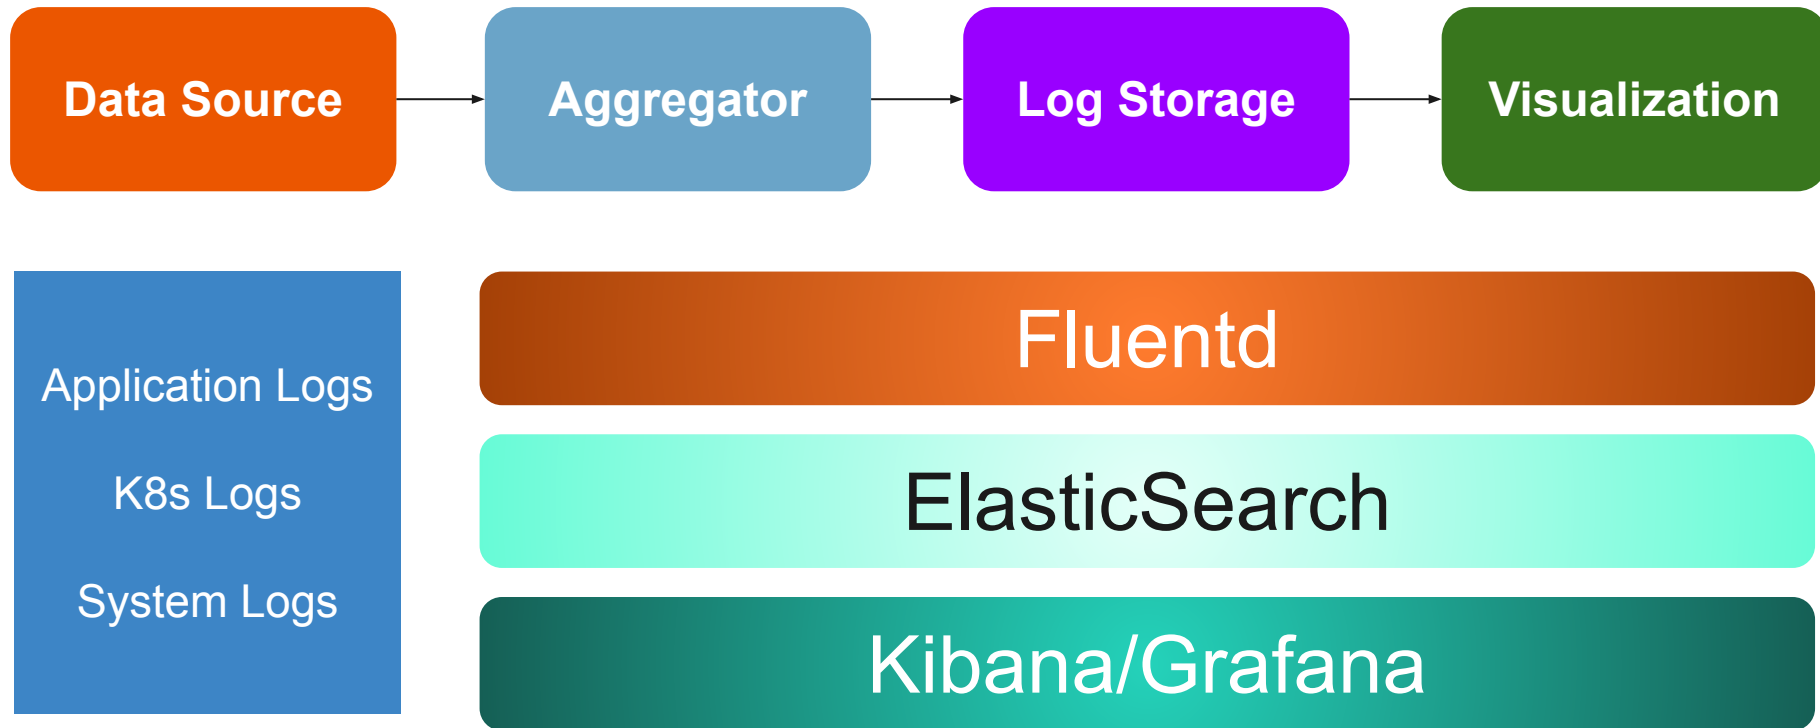 Data Source
Aggregator
Log Storage
Visualization
Application Logs
K8s Logs
System Logs
Fluentd
ElasticSearch
Kibana/Grafana